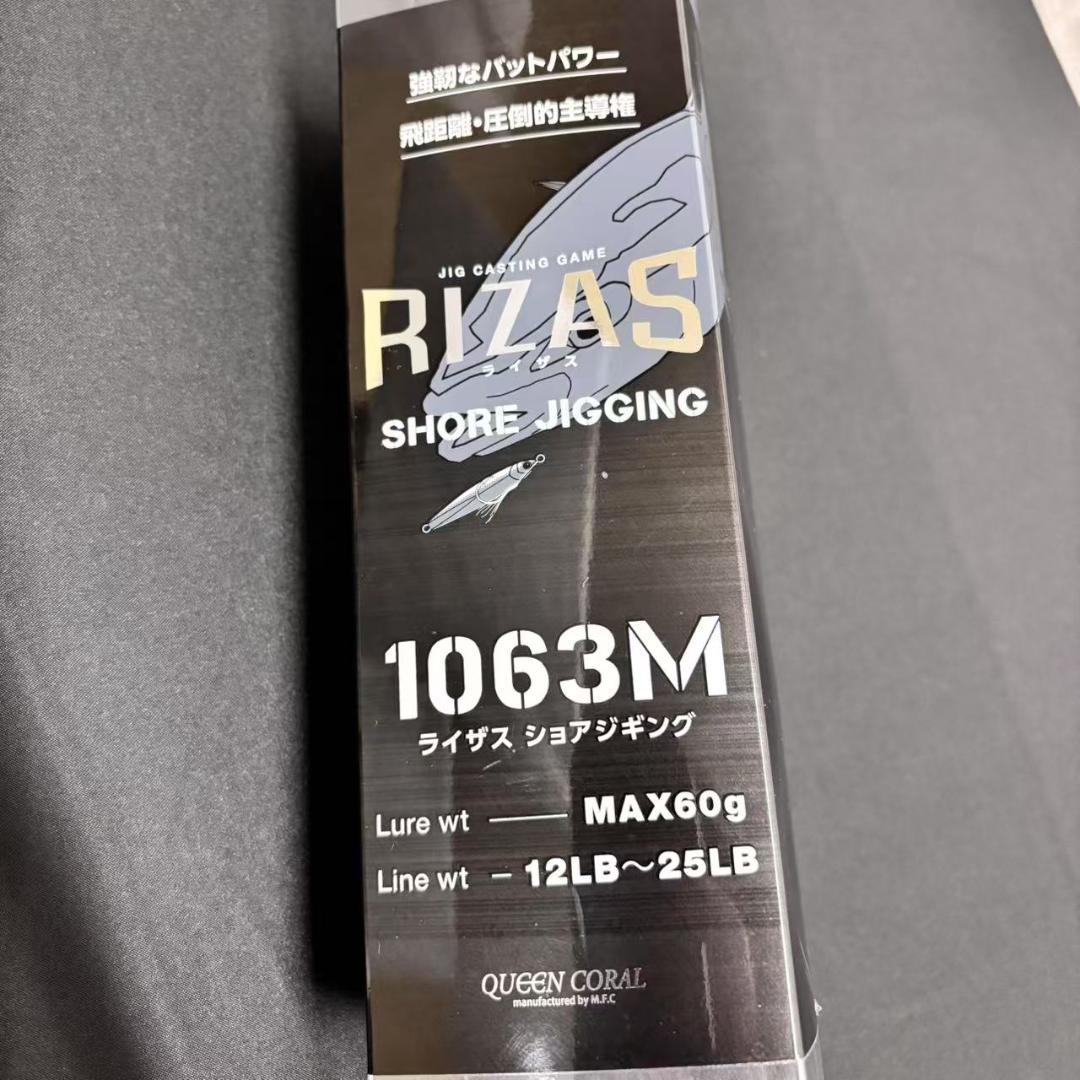 強靭なバットパワー
飛距離・圧倒的主導権
JIG CASTING GAME
RIZAS
ライザス
SHORE JIGGING
1063M
ライザス ショアジギング
Lure wt — MAX60g
Line wt – 12LB〜25LB
QUEEN CORAL
manufactured by M.F.C